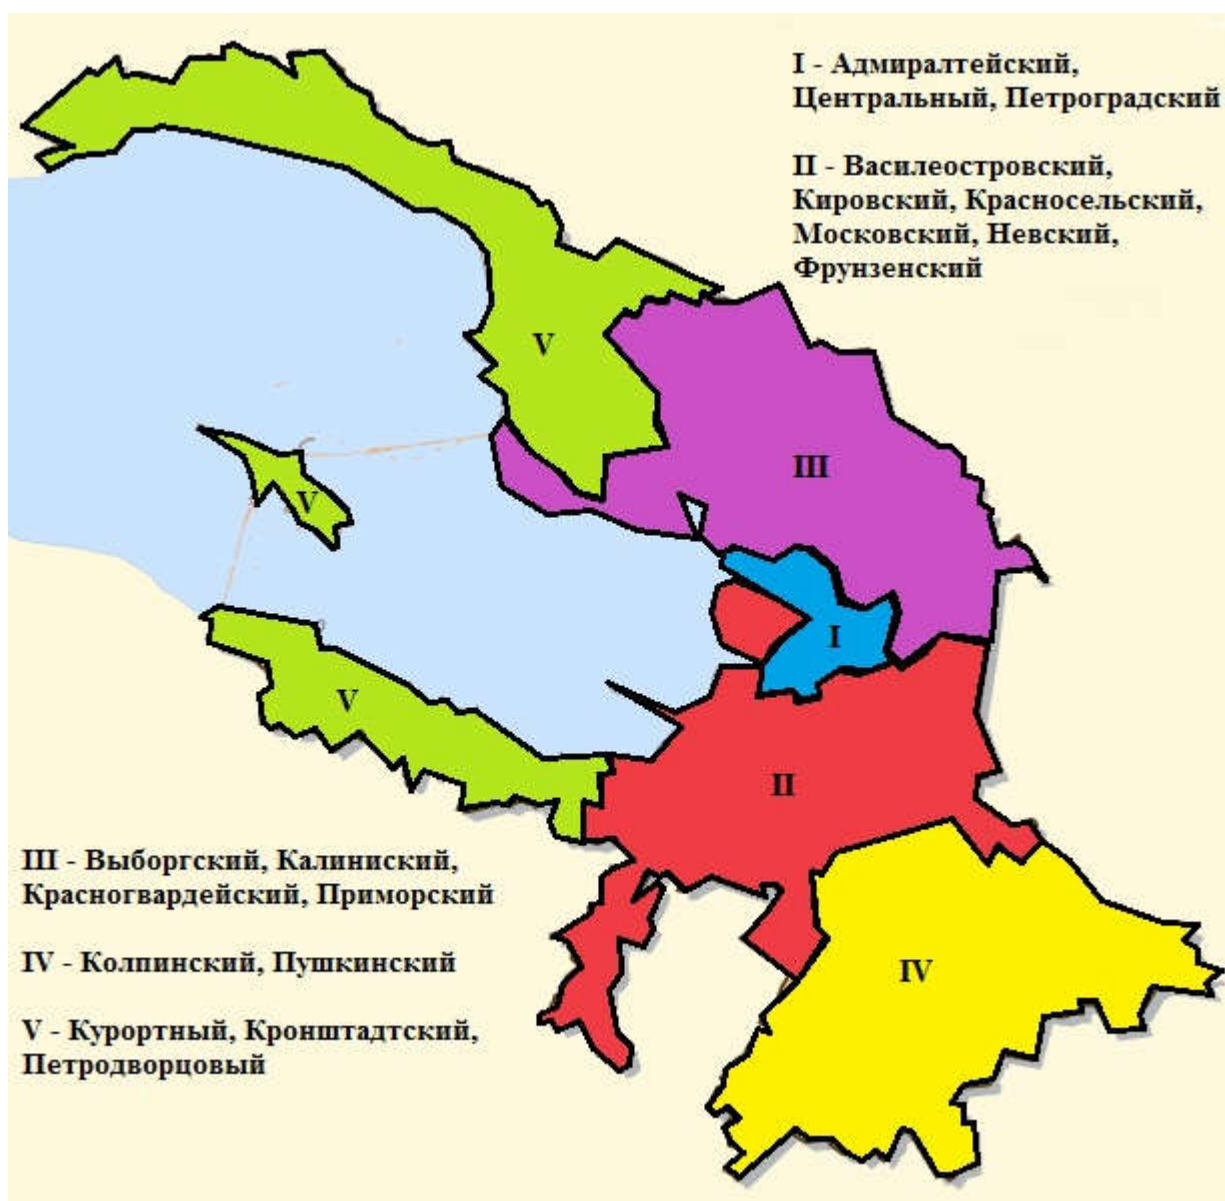 I - Адмиралтейский,
Центральный, Петроградский
II - Василеостровский,
Кировский, Красносельский,
Московский, Невский,
Фрунзенский
V
III
V
I
V
II
III - Выборгский, Калиниский,
Красногвардейский, Приморский
IV - Колпинский, Пушкинский
IV
V - Курортный, Кронштадтский,
Петродворцовый